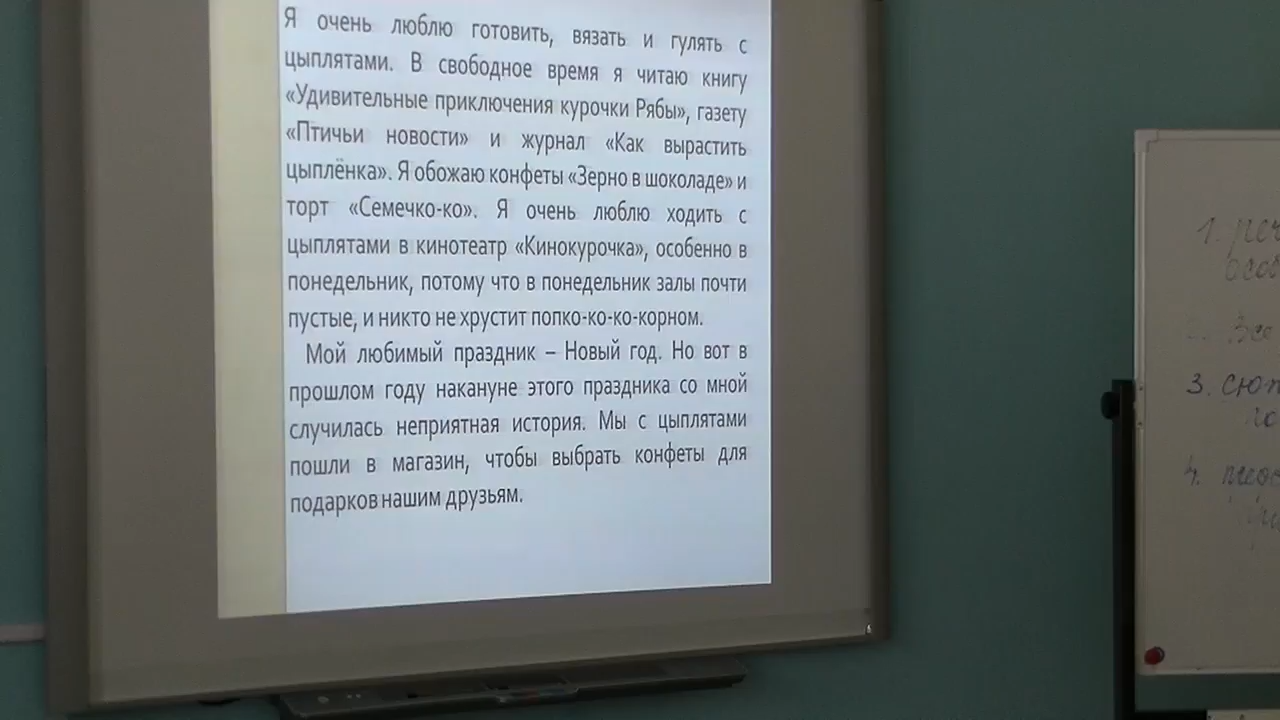 Я очень люблю готовить, вязать и гулять с
цыплятами. В свободное время я читаю книгу
«Удивительные приключения курочки Рябы», газету
«Птичьи новости» и журнал «Как вырастить
цыплёнка». Я обожаю конфеты «Зерно в шоколаде» и
торт «Семечко-ко». Я очень люблю ходить с
цыплятами в кинотеатр «Кинокурочка», особенно в
понедельник, потому что в понедельник залы почти
пустые, и никто не хрустит попко-ко-ко-корном.
Мой любимый праздник – Новый год. Но вот в
прошлом году накануне этого праздника со мной
случилась неприятная история. Мы с цыплятами
пошли в магазин, чтобы выбрать конфеты для
подарков нашим друзьям.
1.
3.
4.